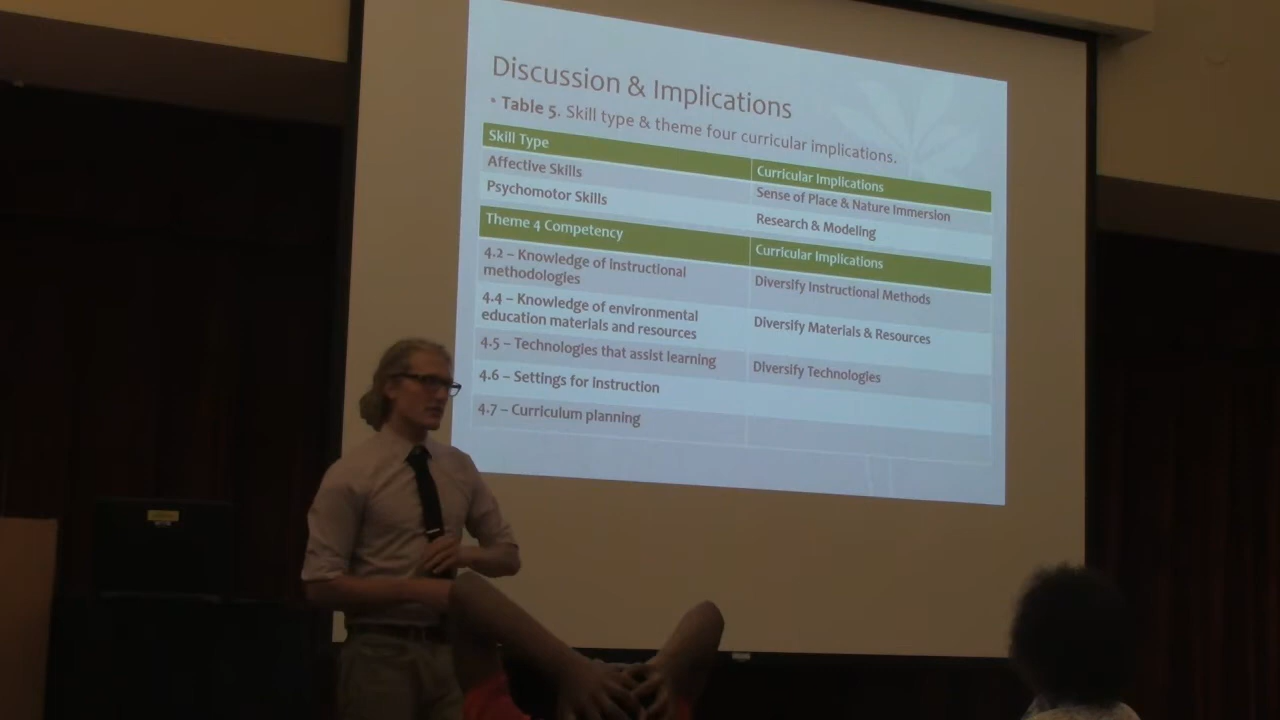 Discussion & Implications
• Table 5. Skill type & theme four curricular implications.
Skill Type
Curricular Implications
Affective Skills
Sense of Place & Nature Immersion
Psychomotor Skills
Research & Modeling
Theme 4 Competency
Curricular Implications
4.2 – Knowledge of instructional
methodologies
Diversify Instructional Methods
4.4 – Knowledge of environmental
education materials and resources
Diversify Materials & Resources
4.5 – Technologies that assist learning
Diversify Technologies
4.6 – Settings for instruction
4.7 – Curriculum planning